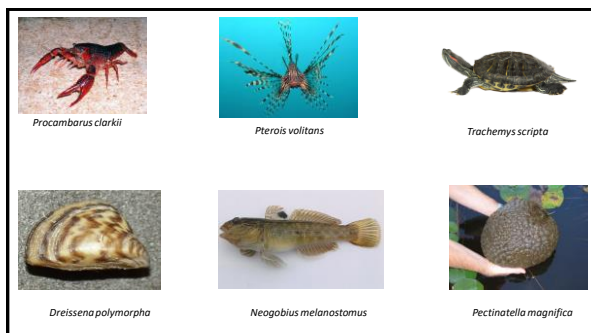 Procambarus clarkii
Pterois volitans
Trachemys scripta
Dreissena polymorpha
Neogobius melanostomus
Pectinatella magnifica